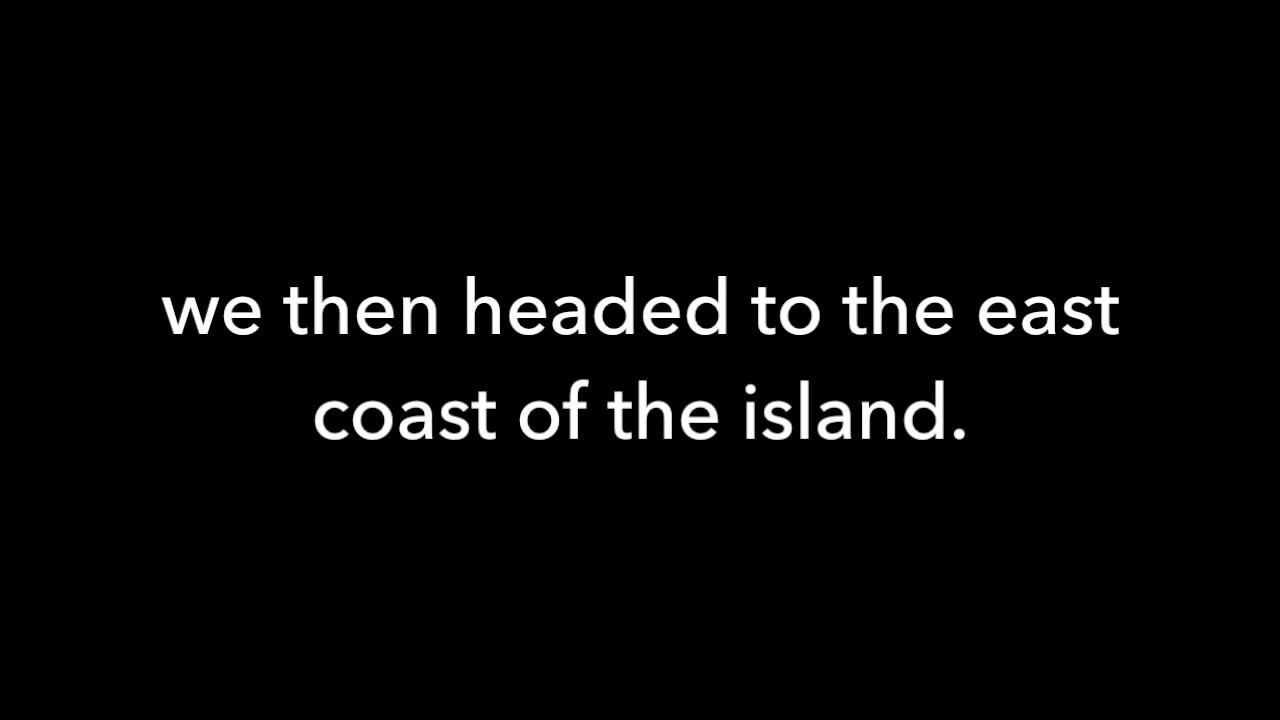 we then headed to the east
coast of the island.